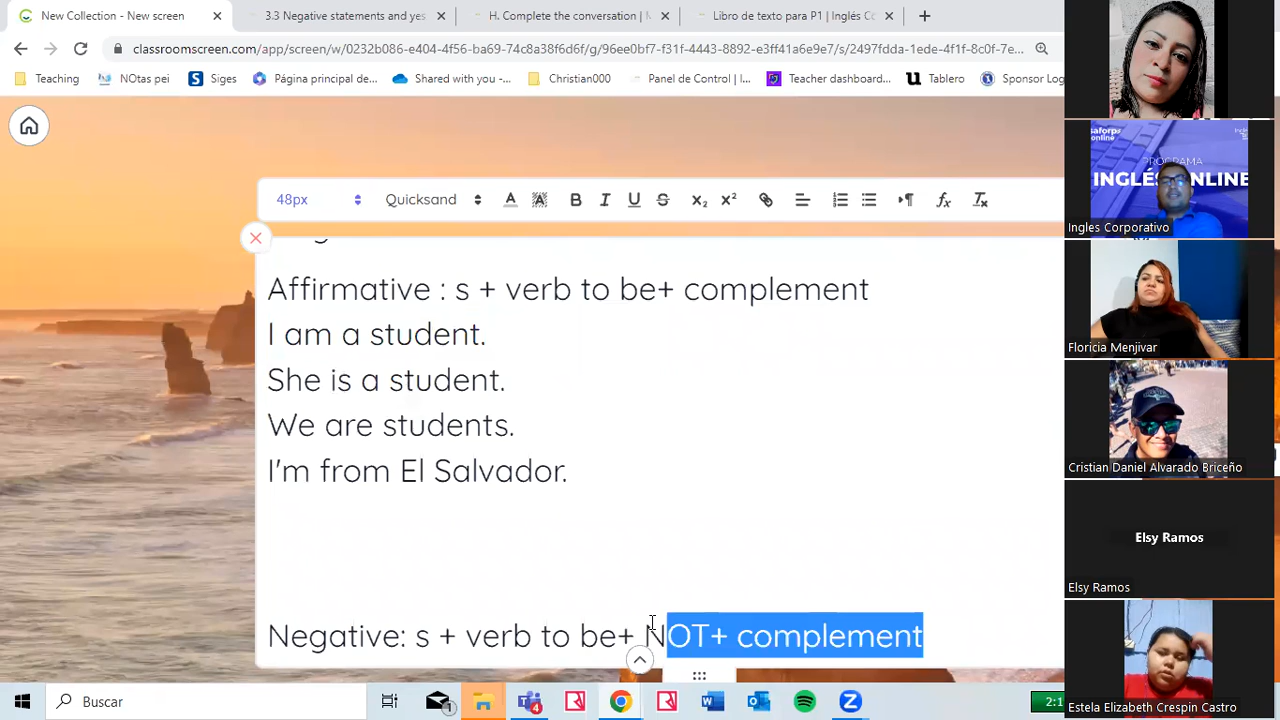 New Collection - New screen
3.3 Negative statements and yes
H. Complete the conversation |
Libro de texto para P1 | Inglés C
classroomscreen.com/app/screen/w/0232b086-e404-4f56-ba69-74c8a38f6d6f/g/96ee0bf7-f31f-4443-8892-e3ff41a6e9e7/s/2497fdda-1ede-4f1f-8c0f-7e...
Teaching
NOtas pei
Siges
Página principal de...
Shared with you -...
Christian000
Panel de Control | I...
Teacher dashboard...
Tablero
Sponsor Log
48px
Quicksand
Affirmative : s + verb to be+ complement
I am a student.
She is a student.
We are students.
I'm from El Salvador.
Negative: s + verb to be+ NOT+ complement
PROGRAMA
INGLÉS ONLINE
Ingles Corporativo
Floricia Menjivar
Cristian Daniel Alvarado Briceño
Elsy Ramos
Elsy Ramos
Estela Elizabeth Crespin Castro
Buscar